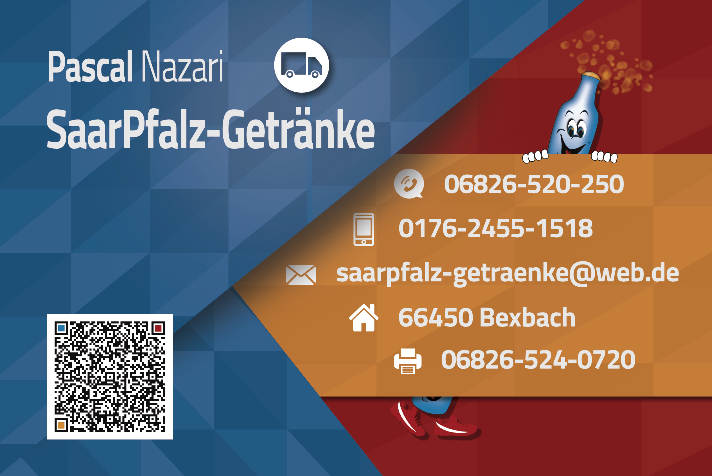 Pascal Nazari
SaarPfalz-Getränke
06826-520-250
0176-2455-1518
saarpfalz-getraenke@web.de
66450 Bexbach
06826-524-0720